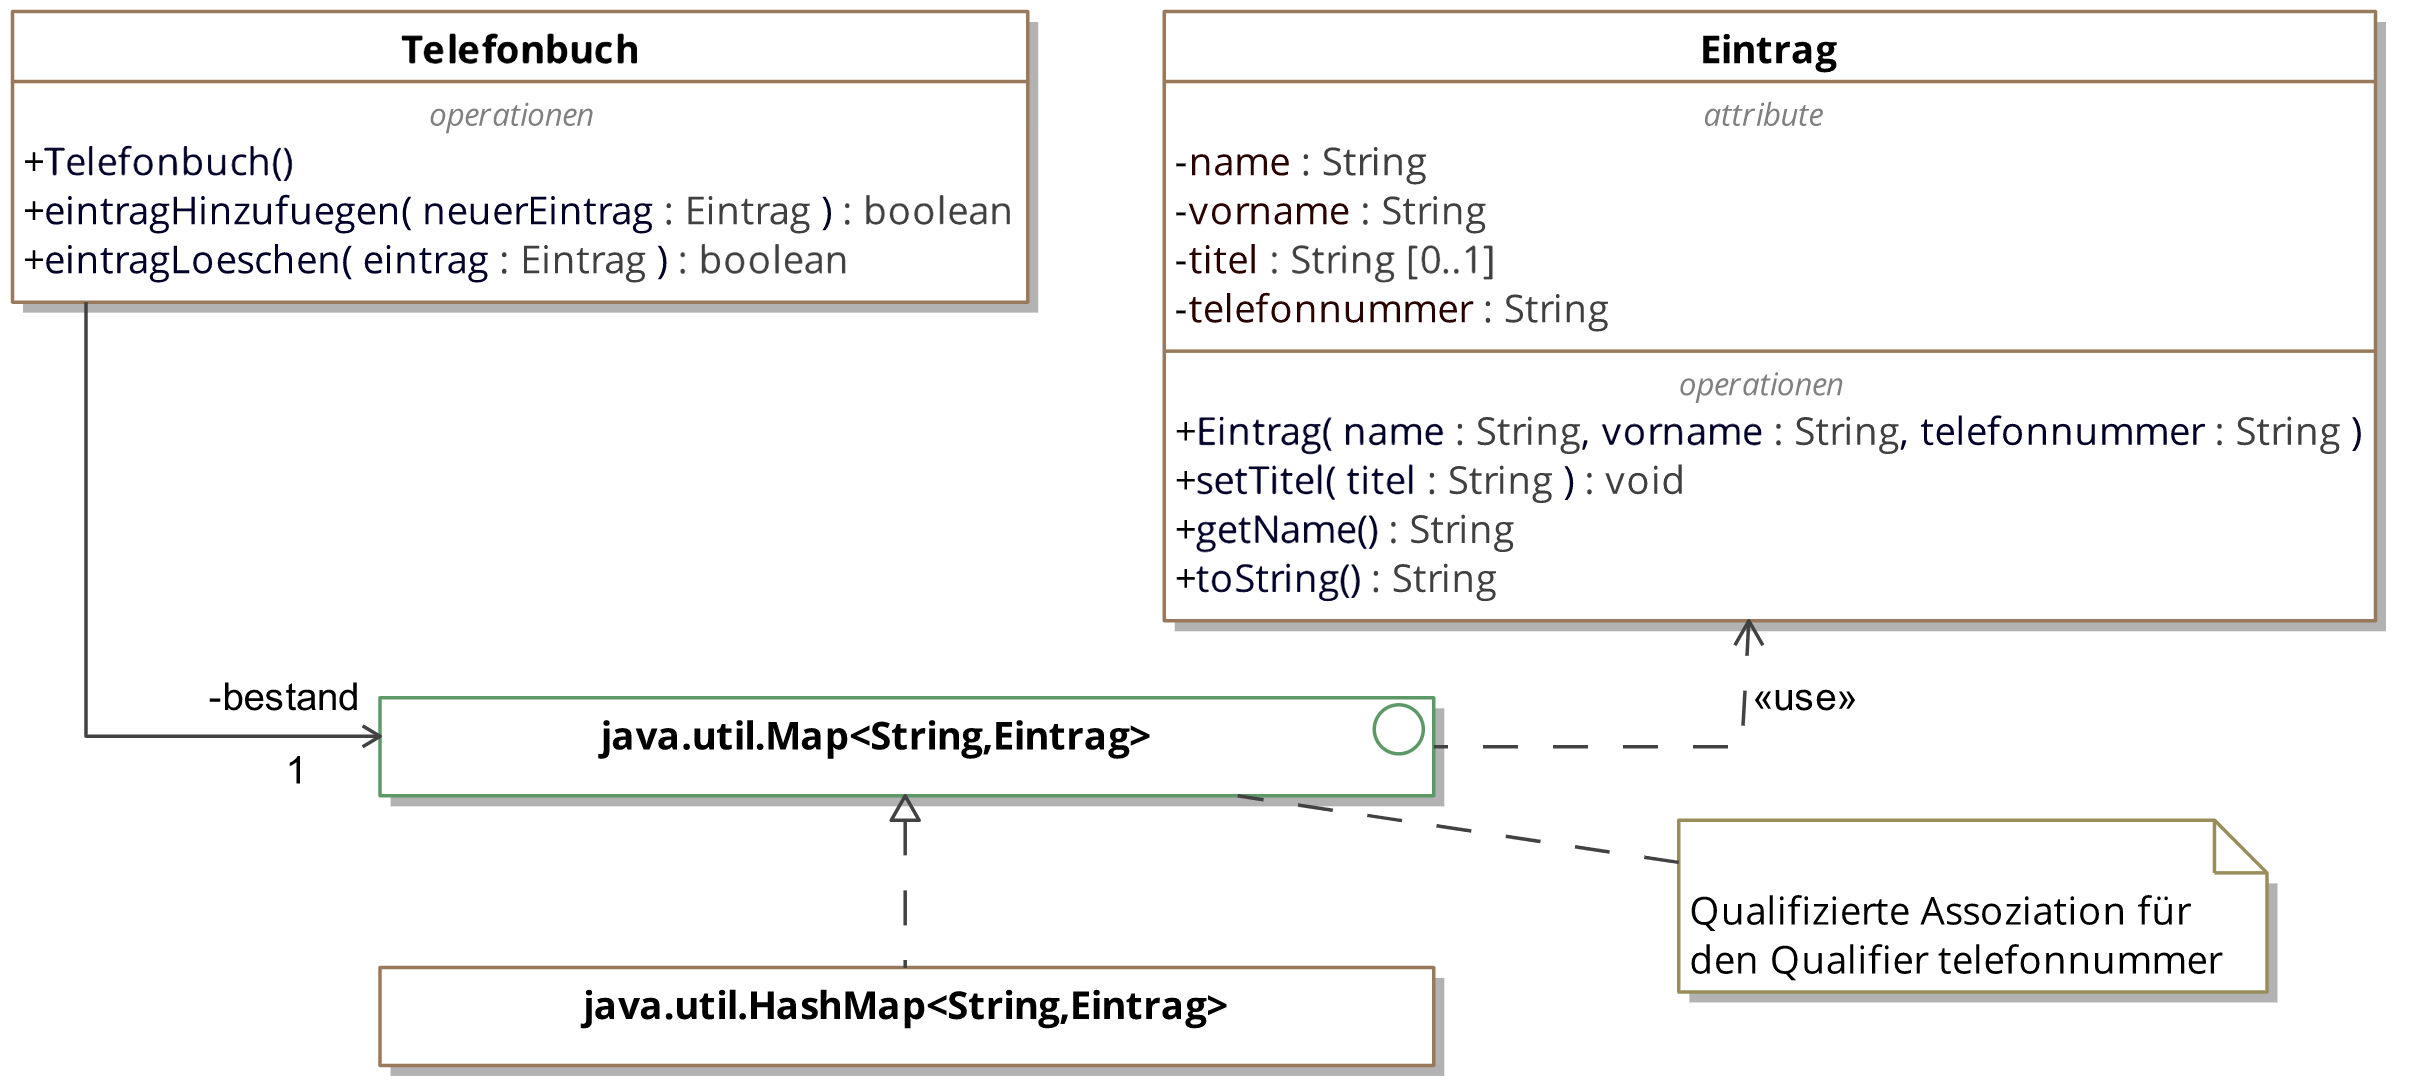 Telefonbuch
operationen
+Telefonbuch()
+eintragHinzufuegen( neuerEintrag : Eintrag ) : boolean
+eintragLoeschen( eintrag : Eintrag ) : boolean
Eintrag
attribute
-name : String
-vorname : String
-titel : String [0..1]
-telefonnummer : String
operationen
+Eintrag( name : String, vorname : String, telefonnummer : String )
+setTitel( titel : String ) : void
+getName() : String
+toString() : String
-bestand
1
java.util.Map<String,Eintrag>
«use»
Qualifizierte Assoziation für
den Qualifier telefonnummer
java.util.HashMap<String,Eintrag>